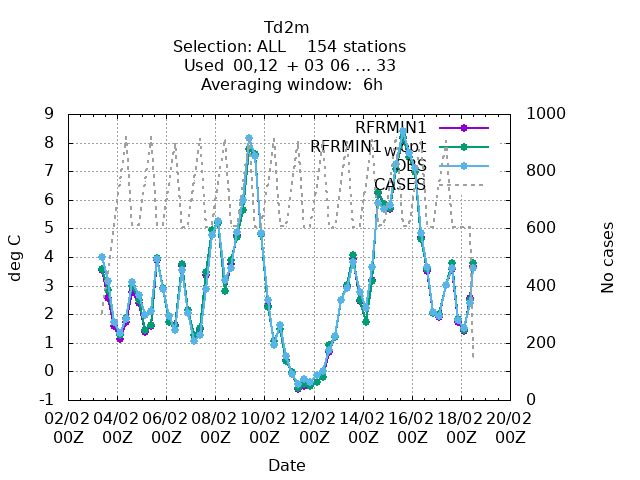 Td2m
Selection: ALL 154 stations
Used 00,12 + 03 06 ... 33
Averaging window: 6h
9
8
7
6
5
4
3
2
1
0
-1
deg C
1000
800
600
400
200
0
No cases
RFRMIN1
RFRMIN1wopt
OBS
CASES
02/02 04/02 06/02 08/02 10/02 12/02 14/02 16/02 18/02 20/02
00Z 00Z 00Z 00Z 00Z 00Z 00Z 00Z 00Z 00Z
Date